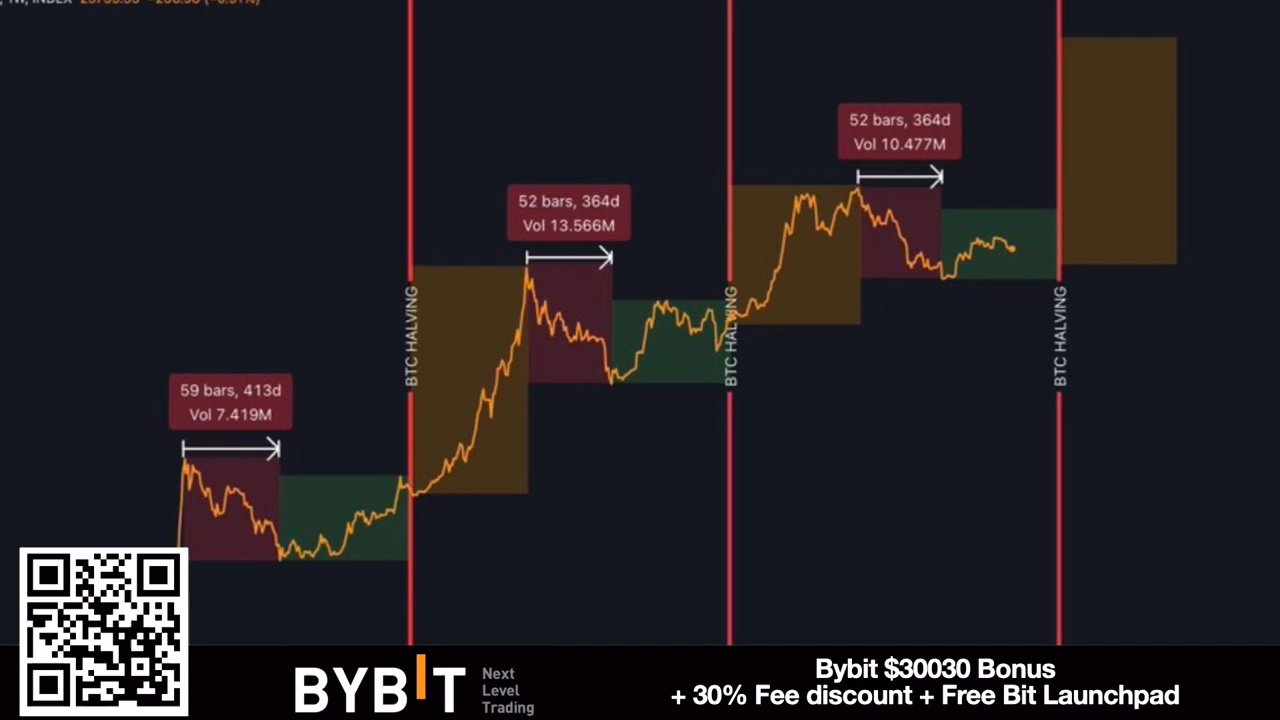 52 bars, 364d
Vol 10.477M
52 bars, 364d
Vol 13.566M
59 bars, 413d
Vol 7.419M
BTC HALVING
BTC HALVING
BTC HALVING
BYBIT
Next
Level
Trading
Bybit $30030 Bonus
+ 30% Fee discount + Free Bit Launchpad